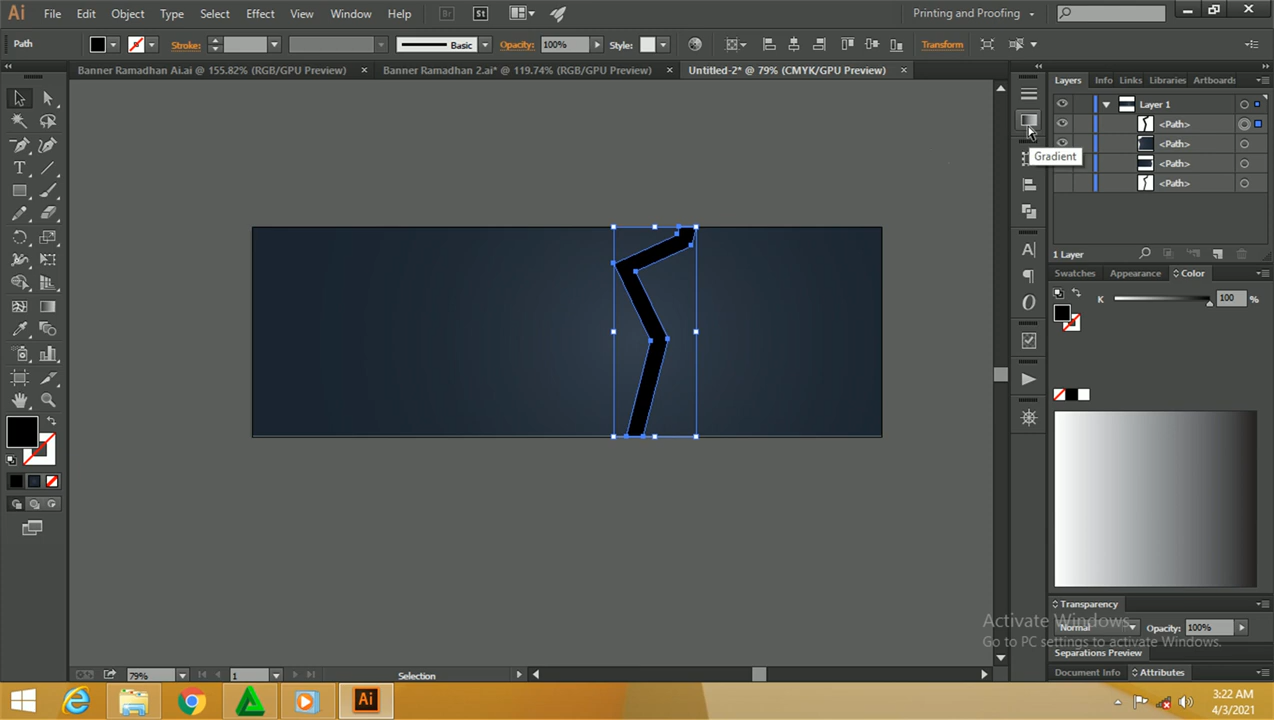 Ai File Edit Object Type Select Effect View Window Help Br St Printing and Proofing
Path Stroke: Basic Opacity: 100% Style: Transform
Banner Ramadhan Ai.ai @ 155.82% (RGB/GPU Preview) × Banner Ramadhan 2.ai* @ 119.74% (RGB/GPU Preview) × Untitled-2* @ 79% (CMYK/GPU Preview) ×
Layers Info Links Libraries Artboards
Layer 1
<Path>
<Path>
Gradient
<Path>
<Path>
1 Layer
Swatches Appearance Color
K 100 %
Transparency
Normal Opacity: 100%
Separations Preview
Document Info Attributes
Activate Windows
Go to PC settings to activate Windows.
79% 1 Selection
Ai
3:22 AM
4/3/2021